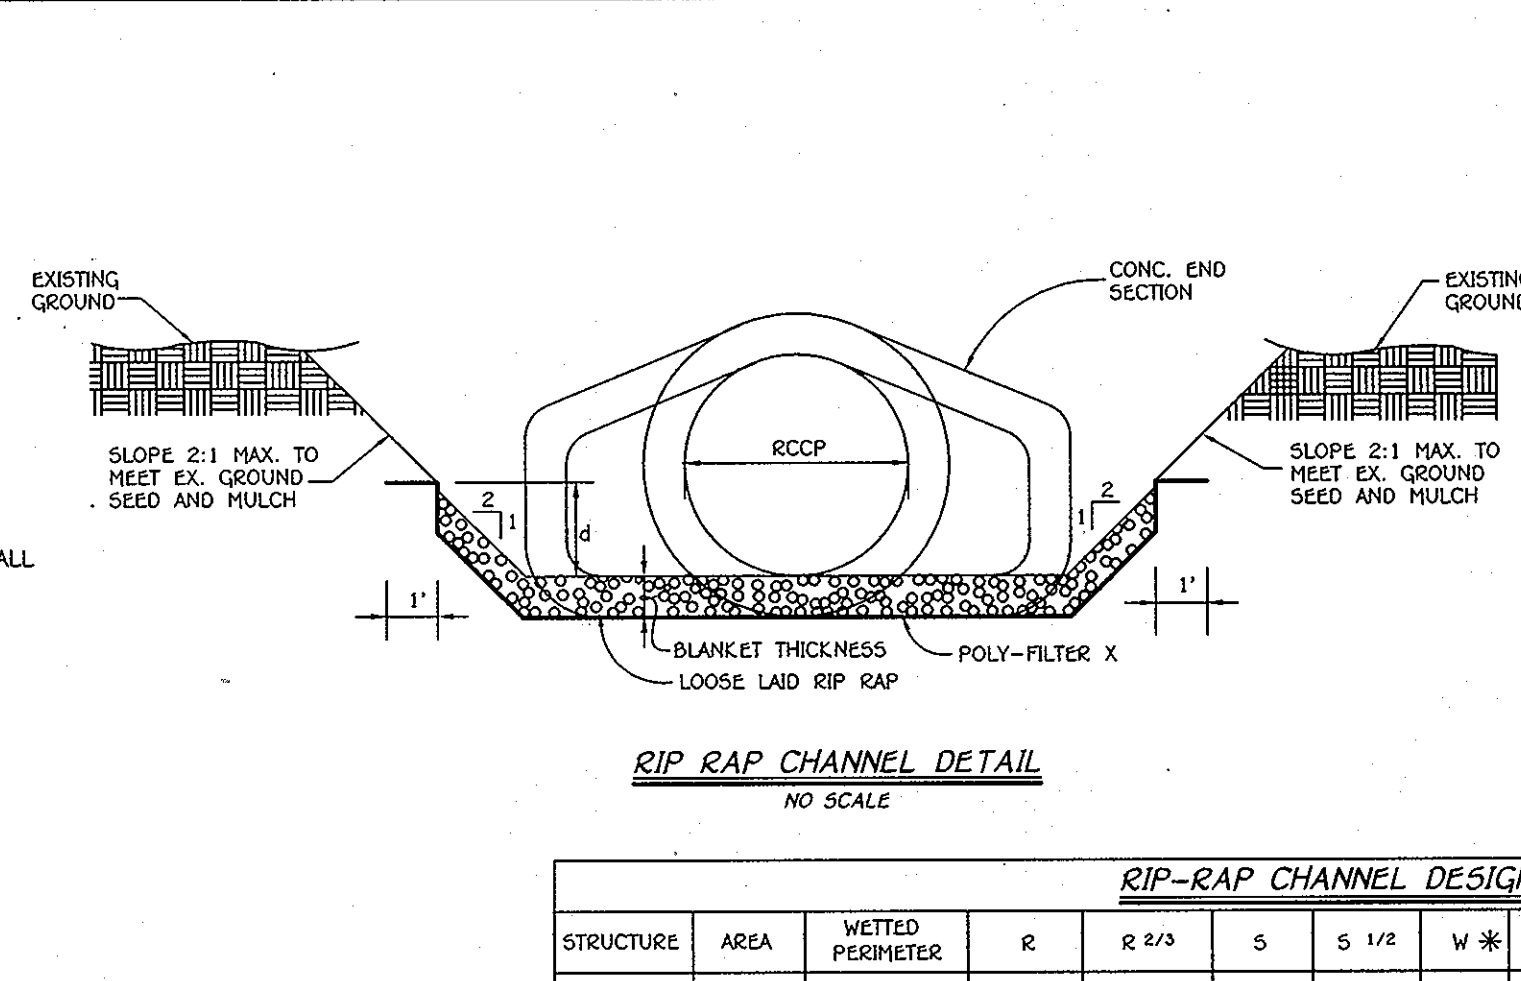 EXISTING
GROUND
CONC. END
SECTION
EXISTIN
GROUN
SLOPE 2:1 MAX. TO
MEET EX. GROUND
SEED AND MULCH
RCCP
SLOPE 2:1 MAX. TO
MEET EX. GROUND
SEED AND MULCH
2
1
d
1
2
ALL
1'
1'
BLANKET THICKNESS
POLY-FILTER X
LOOSE LAID RIP RAP
RIP RAP CHANNEL DETAIL
NO SCALE
RIP-RAP CHANNEL DESIG
STRUCTURE AREA WETTED PERIMETER R R 2/3 S S 1/2 W *